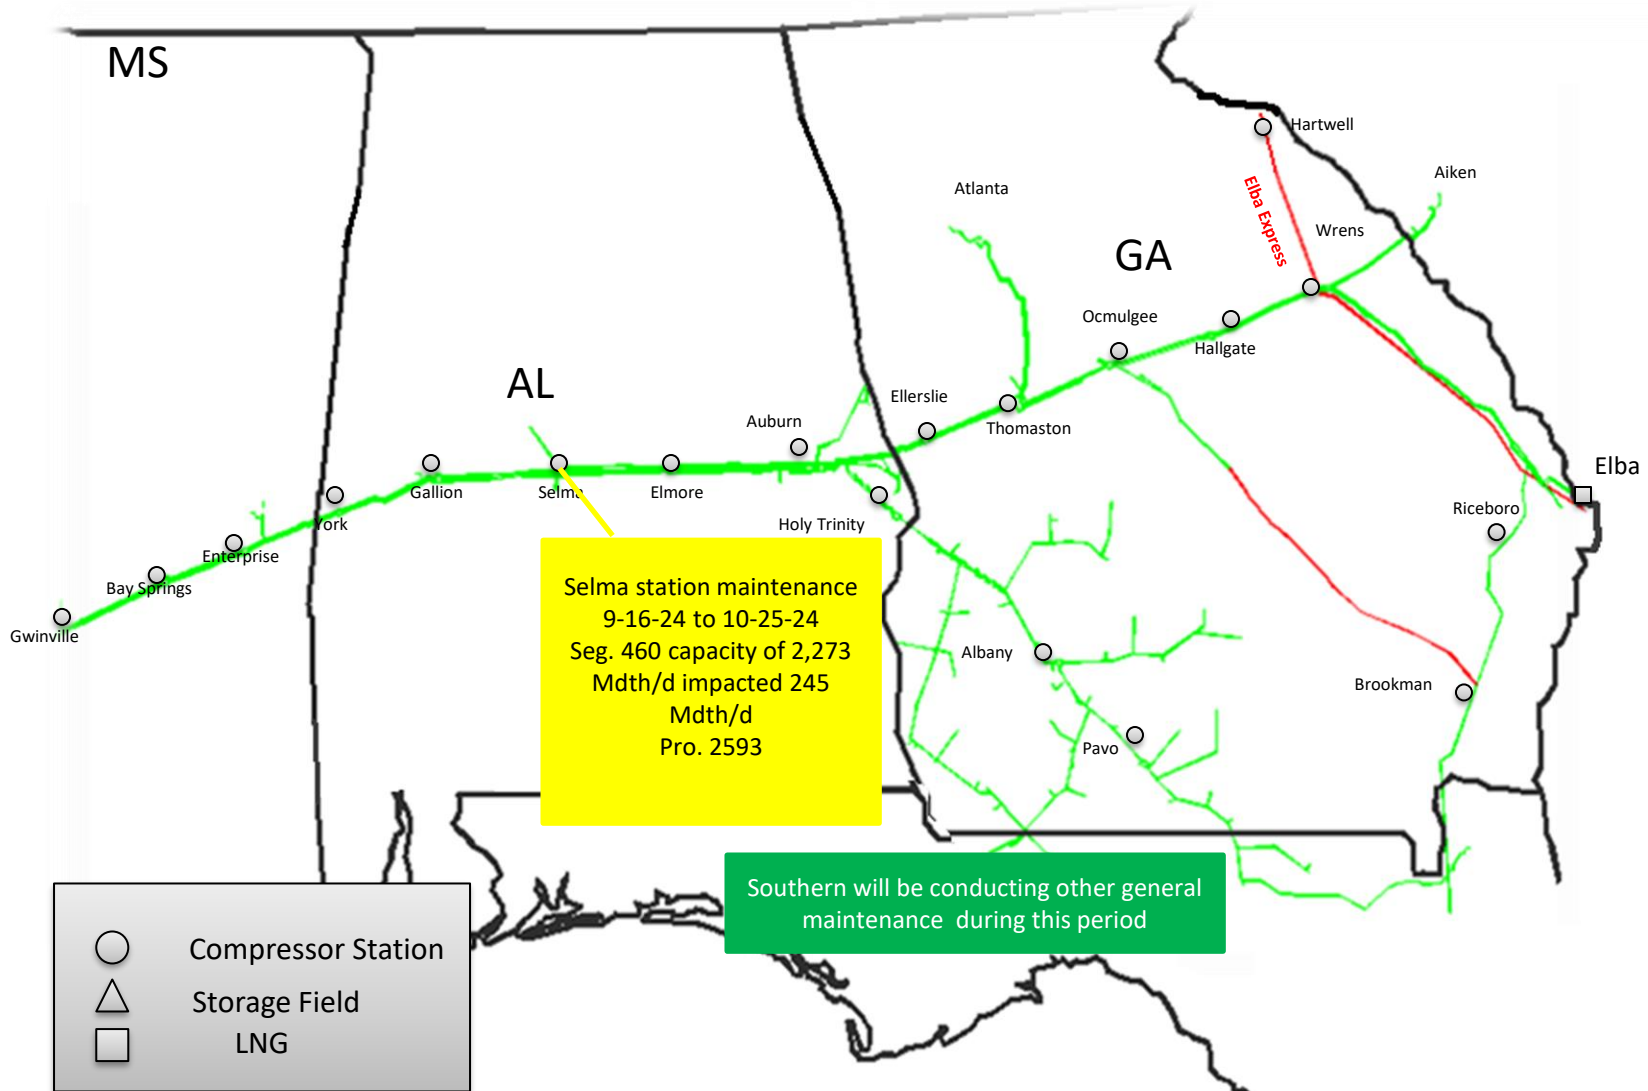 MS
Hartwell
Aiken
Atlanta
Elba Express
Wrens
GA
Ocmulgee
Hallgate
AL
Ellerslie
Auburn
Thomaston
Elba
Gallion
Selma
Elmore
Riceboro
York
Holy Trinity
Enterprise
Bay Springs
Gwinville
Selma station maintenance
9-16-24 to 10-25-24
Seg. 460 capacity of 2,273
Mdth/d impacted 245
Mdth/d
Pro. 2593
Albany
Brookman
Pavo
Southern will be conducting other general
maintenance during this period
Compressor Station
Storage Field
LNG